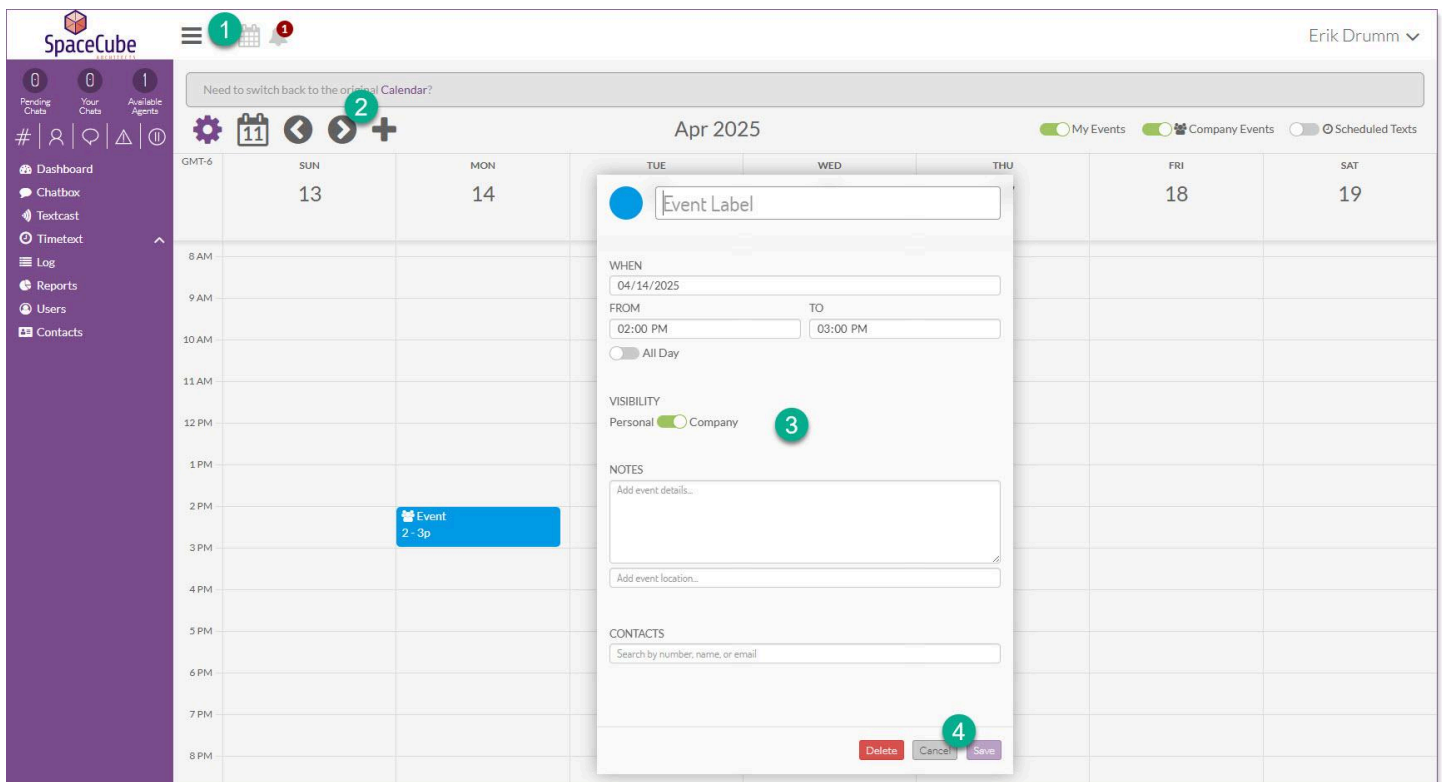 SpaceCube
ARCHITECTS
1
1
Erik Drumm
0 0 1
Pending Chats Your Chats Available Agents
Need to switch back to the original Calendar?
2
11
Apr 2025
My Events Company Events Scheduled Texts
Dashboard
Chatbox
Textcast
Timetext
Log
Reports
Users
Contacts
GMT-6 SUN MON TUE WED THU FRI SAT
13 14 18 19
8 AM
9 AM
10 AM
11 AM
12 PM
1 PM
2 PM
3 PM
4 PM
5 PM
6 PM
7 PM
8 PM
Event
2 - 3p
Event Label
WHEN
04/14/2025
FROM TO
02:00 PM 03:00 PM
All Day
VISIBILITY
Personal Company
3
NOTES
Add event details...
Add event location...
CONTACTS
Search by number, name, or email
4
Delete Cancel Save